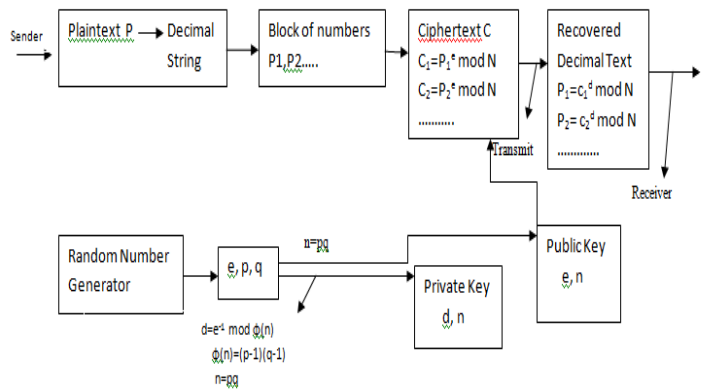 Sender
Plaintext P → Decimal
String
Block of numbers
P1,P2.....
Ciphertext C
C₁=P₁ᵉ mod N
C₂=P₂ᵉ mod N
...........
Transmit
Recovered
Decimal Text
P₁=c₁ᵈ mod N
P₂= c₂ᵈ mod N
.............
Receiver
Random Number
Generator
e, p, q
n=pq
d=e⁻¹ mod ϕ(n)
ϕ(n)=(p-1)(q-1)
n=pq
Private Key
d, n
Public Key
e, n